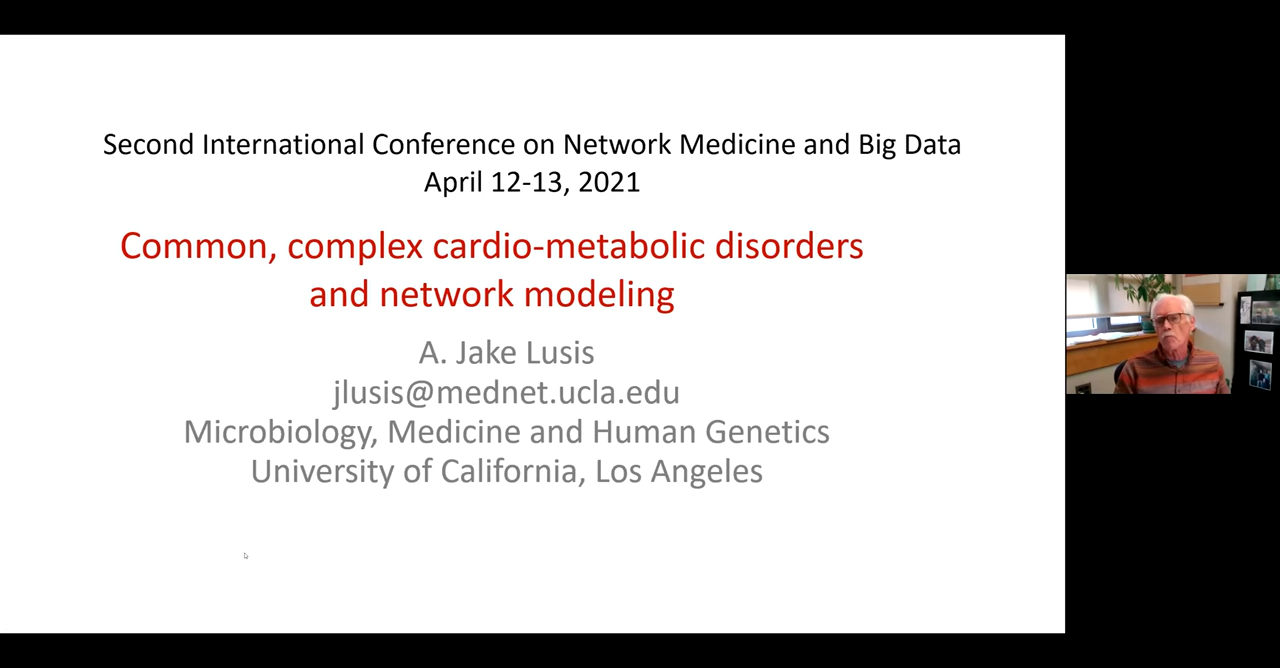 Second International Conference on Network Medicine and Big Data
April 12-13, 2021
Common, complex cardio-metabolic disorders
and network modeling
A. Jake Lusis
jlusis@mednet.ucla.edu
Microbiology, Medicine and Human Genetics
University of California, Los Angeles